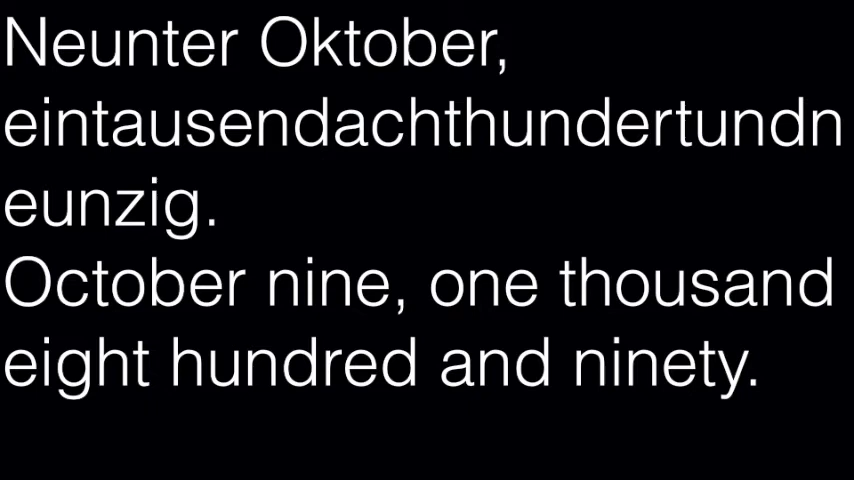 Neunter Oktober,
eintausendachthundertundn
eunzig.
October nine, one thousand
eight hundred and ninety.